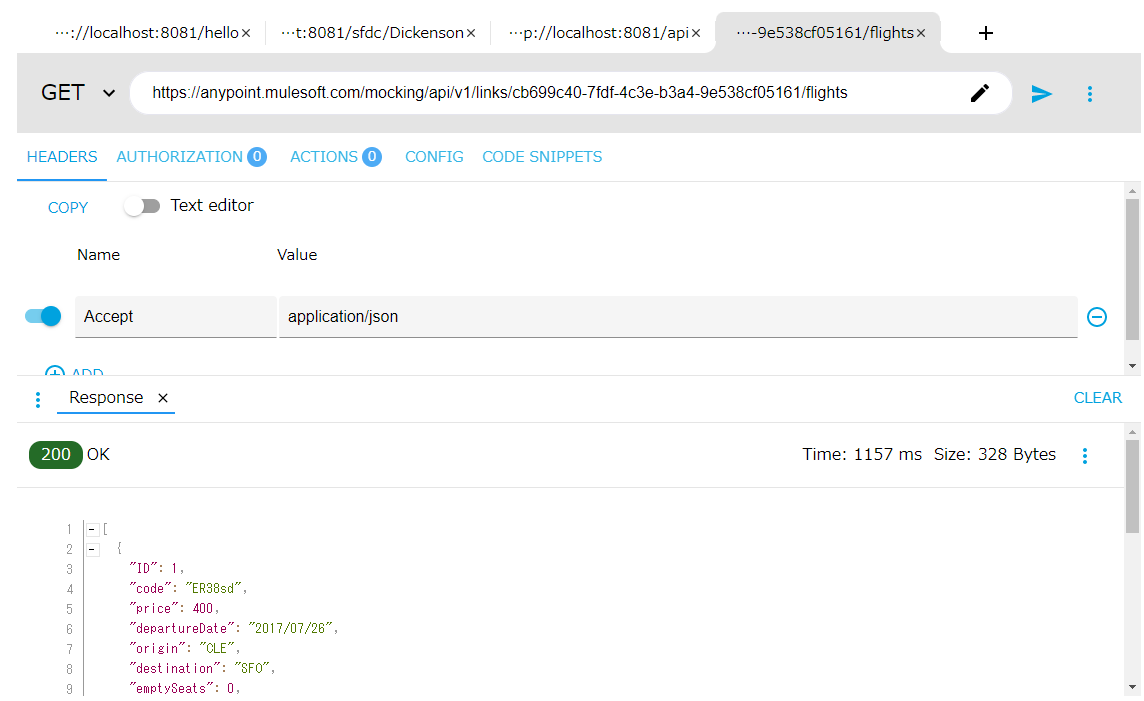 ···://localhost:8081/hello× ···t:8081/sfdc/Dickenson× ···p://localhost:8081/api× ···-9e538cf05161/flights× +
GET https://anypoint.mulesoft.com/mocking/api/v1/links/cb699c40-7fdf-4c3e-b3a4-9e538cf05161/flights
HEADERS AUTHORIZATION 0 ACTIONS 0 CONFIG CODE SNIPPETS
COPY Text editor
Name Value
Accept application/json
ADD
Response × CLEAR
200 OK Time: 1157 ms Size: 328 Bytes
1 [
2 {
3 "ID": 1,
4 "code": "ER38sd",
5 "price": 400,
6 "departureDate": "2017/07/26",
7 "origin": "CLE",
8 "destination": "SFO",
9 "emptySeats": 0,